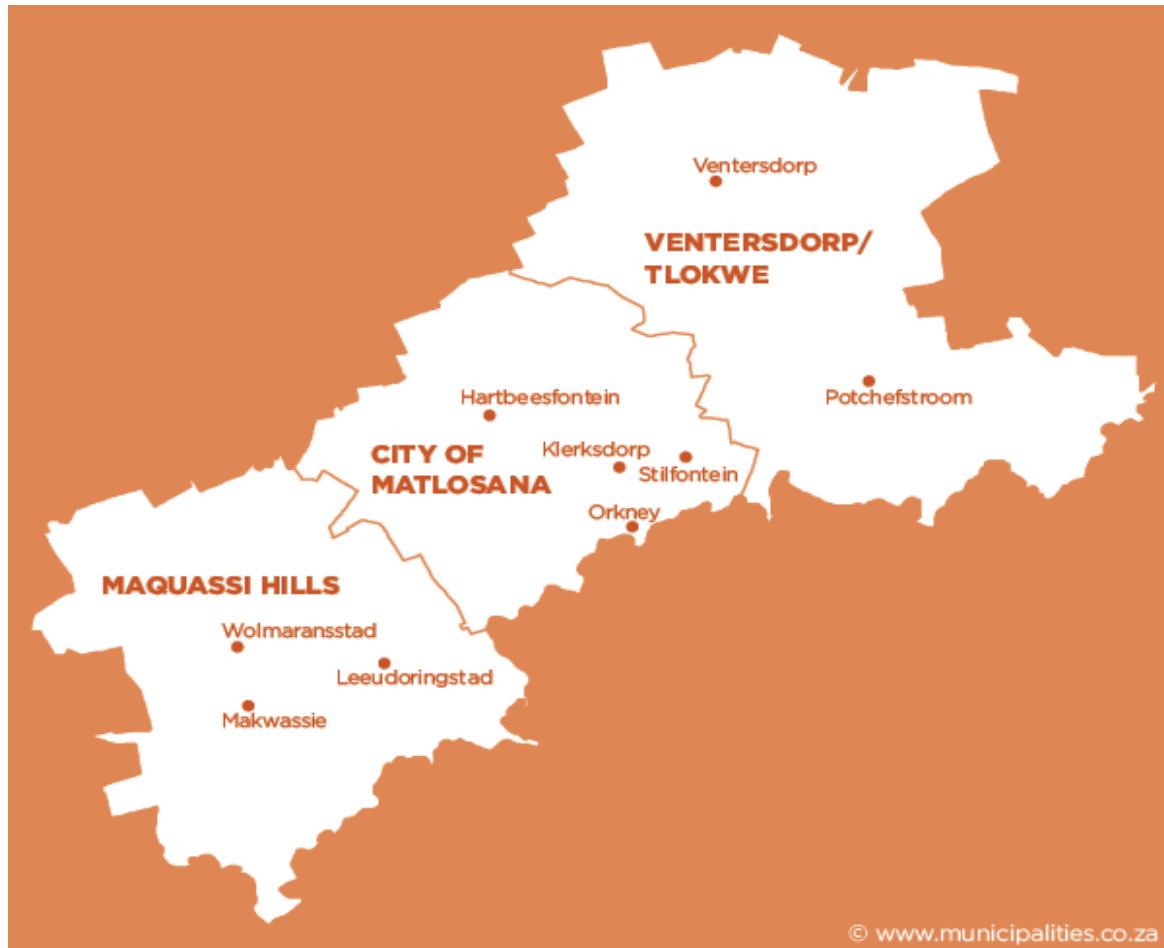 Ventersdorp
VENTERSDORP/
TLOKWE
Potchefstroom
Hartbeesfontein
CITY OF
MATLOSANA
Klerksdorp
Stilfontein
Orkney
MAQUASSI HILLS
Wolmaransstad
Leeudoringstad
Makwassie
© www.municipalities.co.za